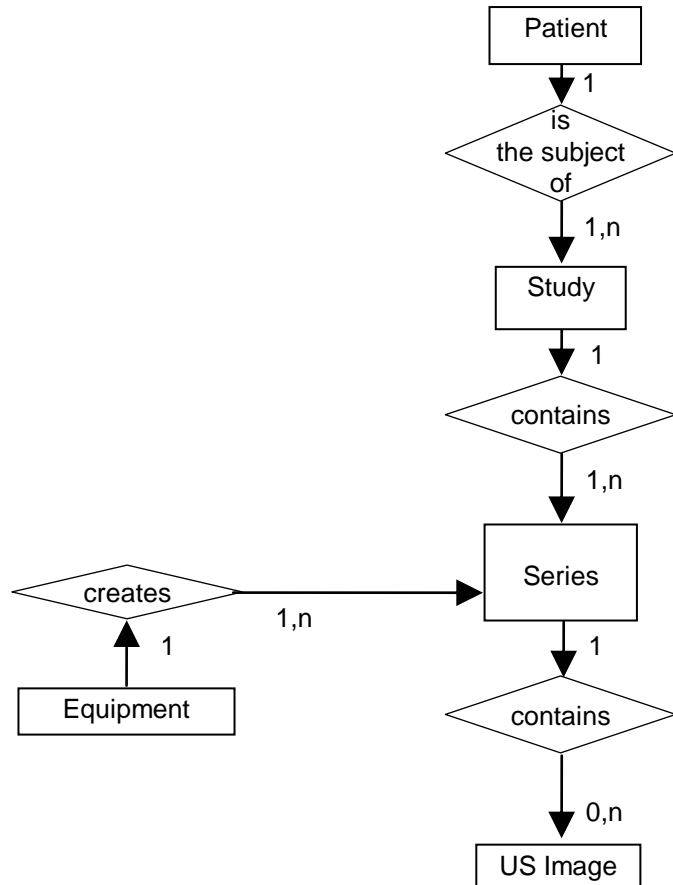 Patient
1
is
the subject
of
1,n
Study
1
contains
1,n
Series
creates
1,n
1
1
Equipment
contains
0,n
US Image